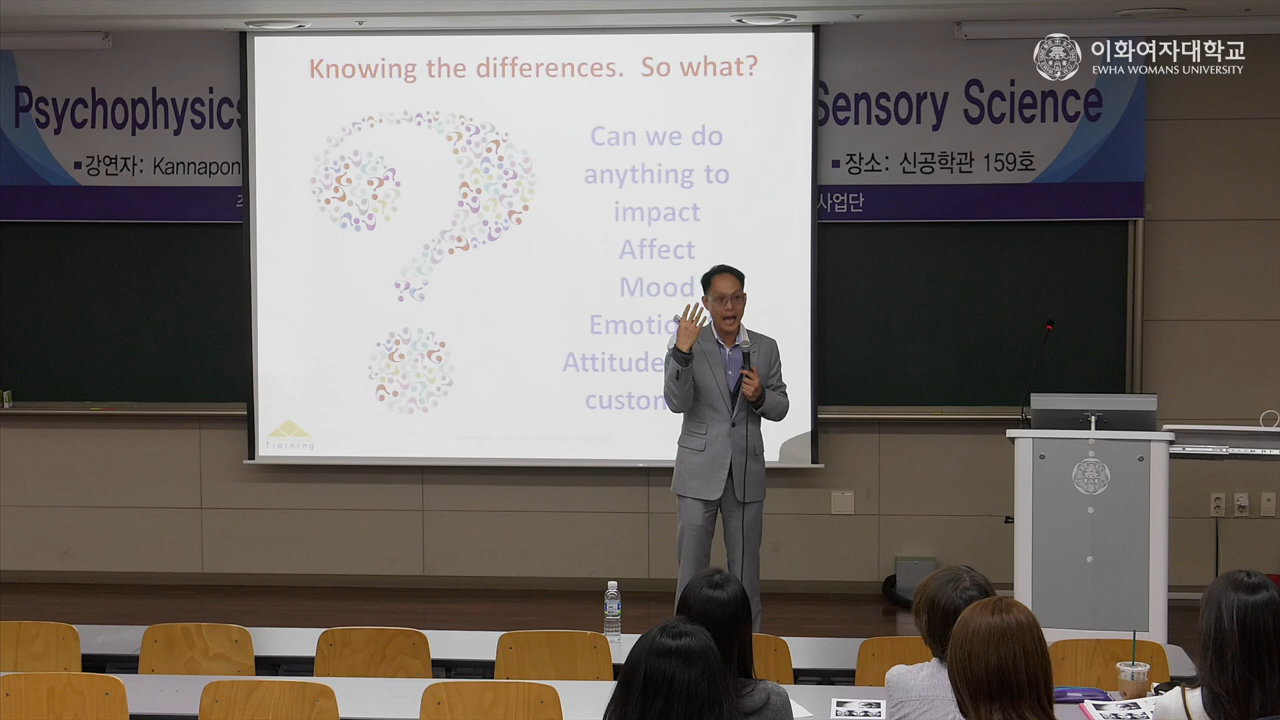 이화여자대학교
EWHA WOMANS UNIVERSITY
Knowing the differences. So what?
Psychophysics
Sensory Science
■강연자: Kannapon
■장소: 신공학관 159호
사업단
Can we do
anything to
impact
Affect
Mood
Attitude
Training